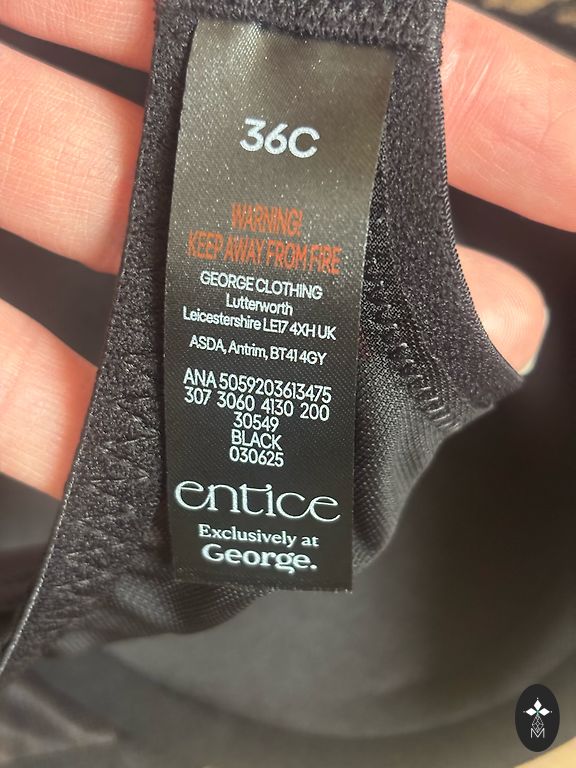 36C
WARNING!
KEEP AWAY FROM FIRE
GEORGE CLOTHING
Lutterworth
Leicestershire LE17 4XH UK
ASDA, Antrim, BT41 4GY
ANA 5059203613475
307 3060 4130 200
30549
BLACK
030625
entice
Exclusively at
George.
M